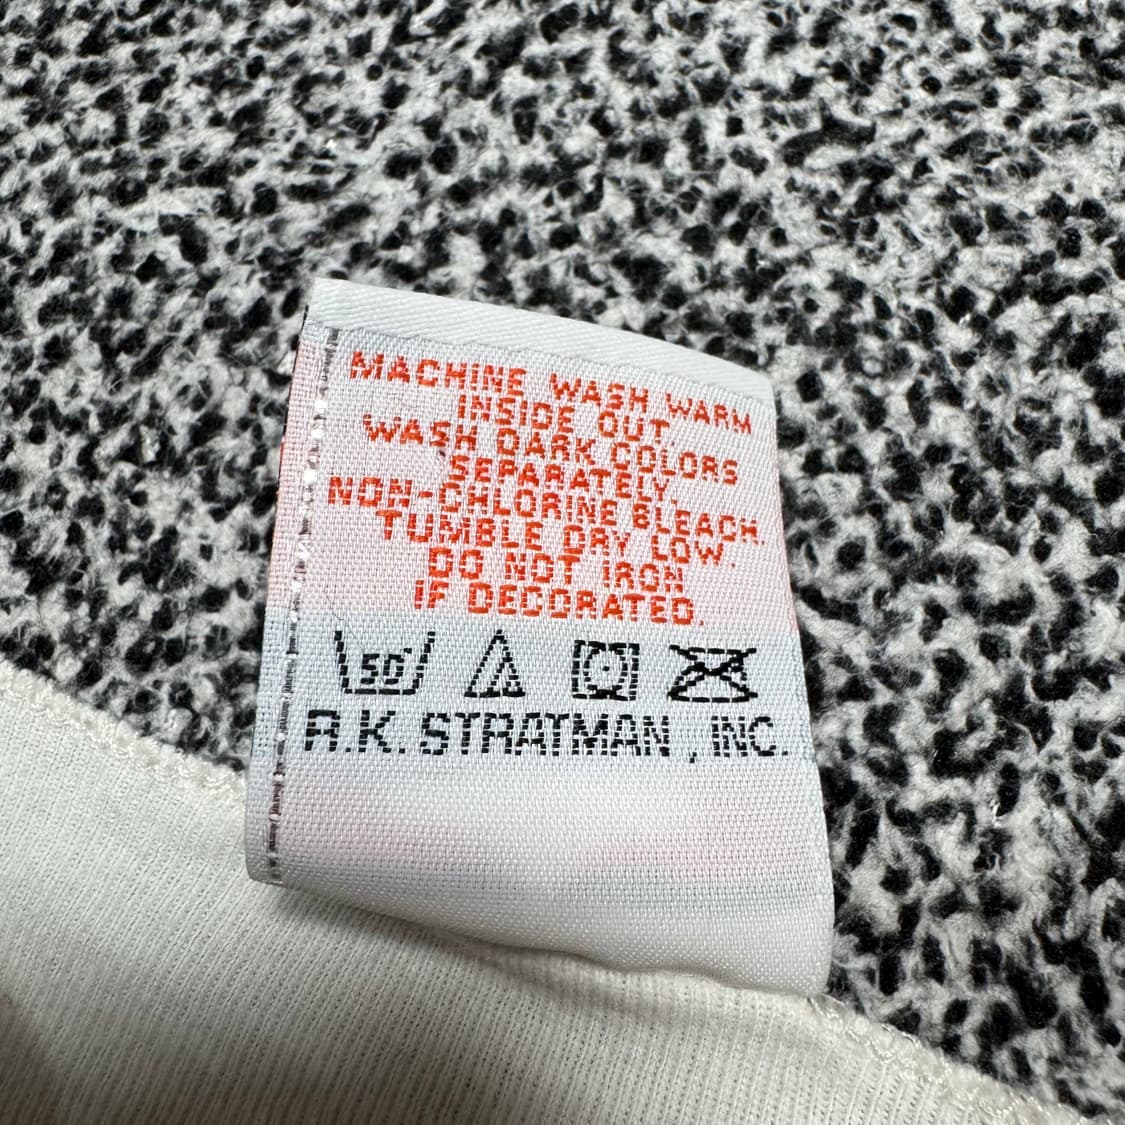 MACHINE WASH WARM
INSIDE OUT.
WASH DARK COLORS
SEPARATELY.
NON-CHLORINE BLEACH.
TUMBLE DRY LOW.
DO NOT IRON
IF DECORATED.
50°
A.K. STRATMAN, INC.